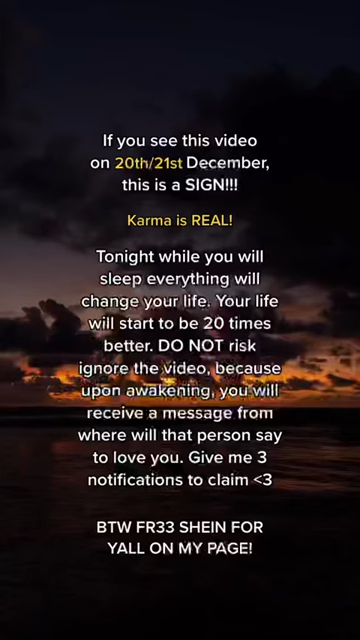 If you see this video
on 20th/21st December,
this is a SIGN!!!
Karma is REAL!
Tonight while you will
sleep everything will
change your life. Your life
will start to be 20 times
better. DO NOT risk
ignore the video, because
upon awakening, you will
receive a message from
where will that person say
to love you. Give me 3
notifications to claim <3
BTW FR33 SHEIN FOR
YALL ON MY PAGE!